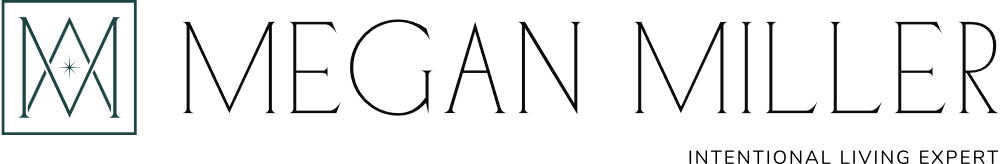 MEGAN MILLER
INTENTIONAL LIVING EXPERT